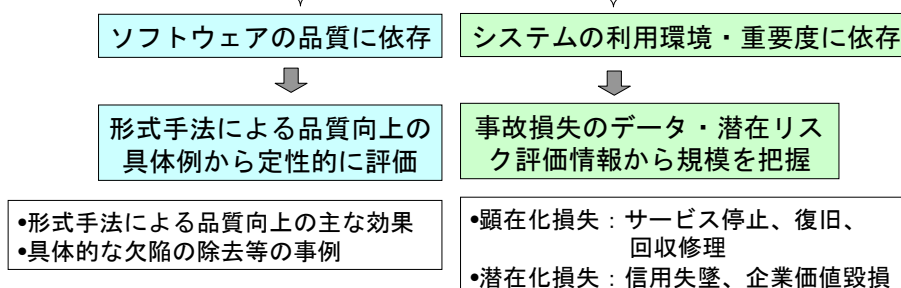 ソフトウェアの品質に依存
システムの利用環境・重要度に依存
形式手法による品質向上の
具体例から定性的に評価
事故損失のデータ・潜在リス
ク評価情報から規模を把握
•形式手法による品質向上の主な効果
•具体的な欠陥の除去等の事例
•顕在化損失：サービス停止、復旧、
回収修理
•潜在化損失：信用失墜、企業価値毀損